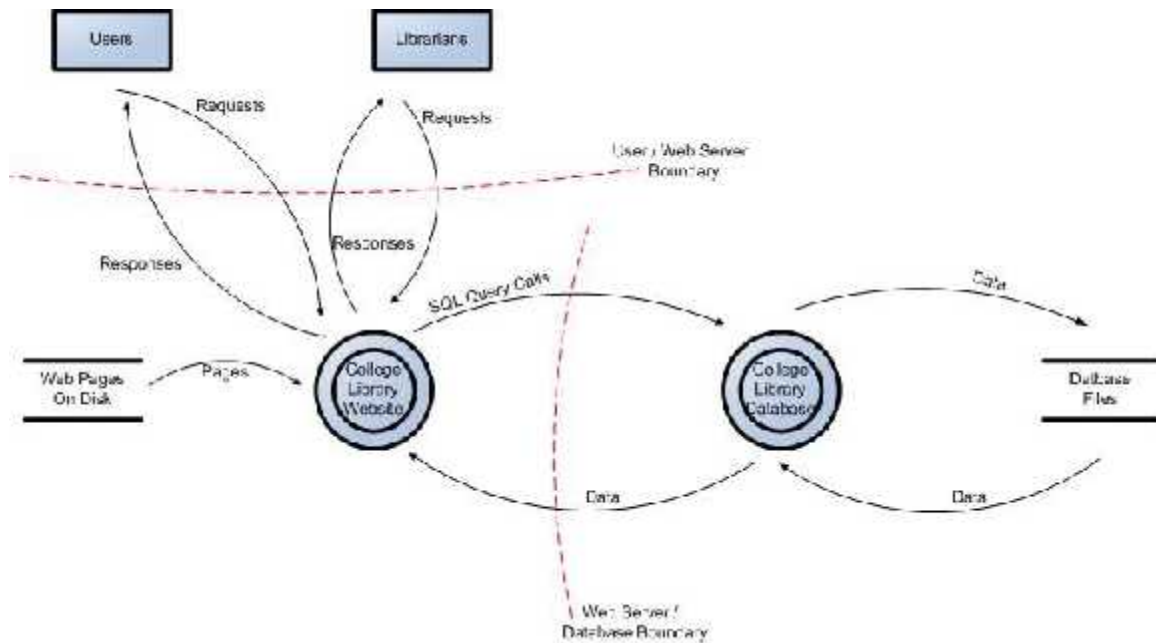 Users
Librarians
Requests
Requests
User / Web Server
Boundary
Responses
Responses
SQL Query Calls
Data
Pages
Web Pages
On Disk
College
Library
Website
College
Library
Database
Datbase
Files
Data
Data
Web Server /
Database Boundary